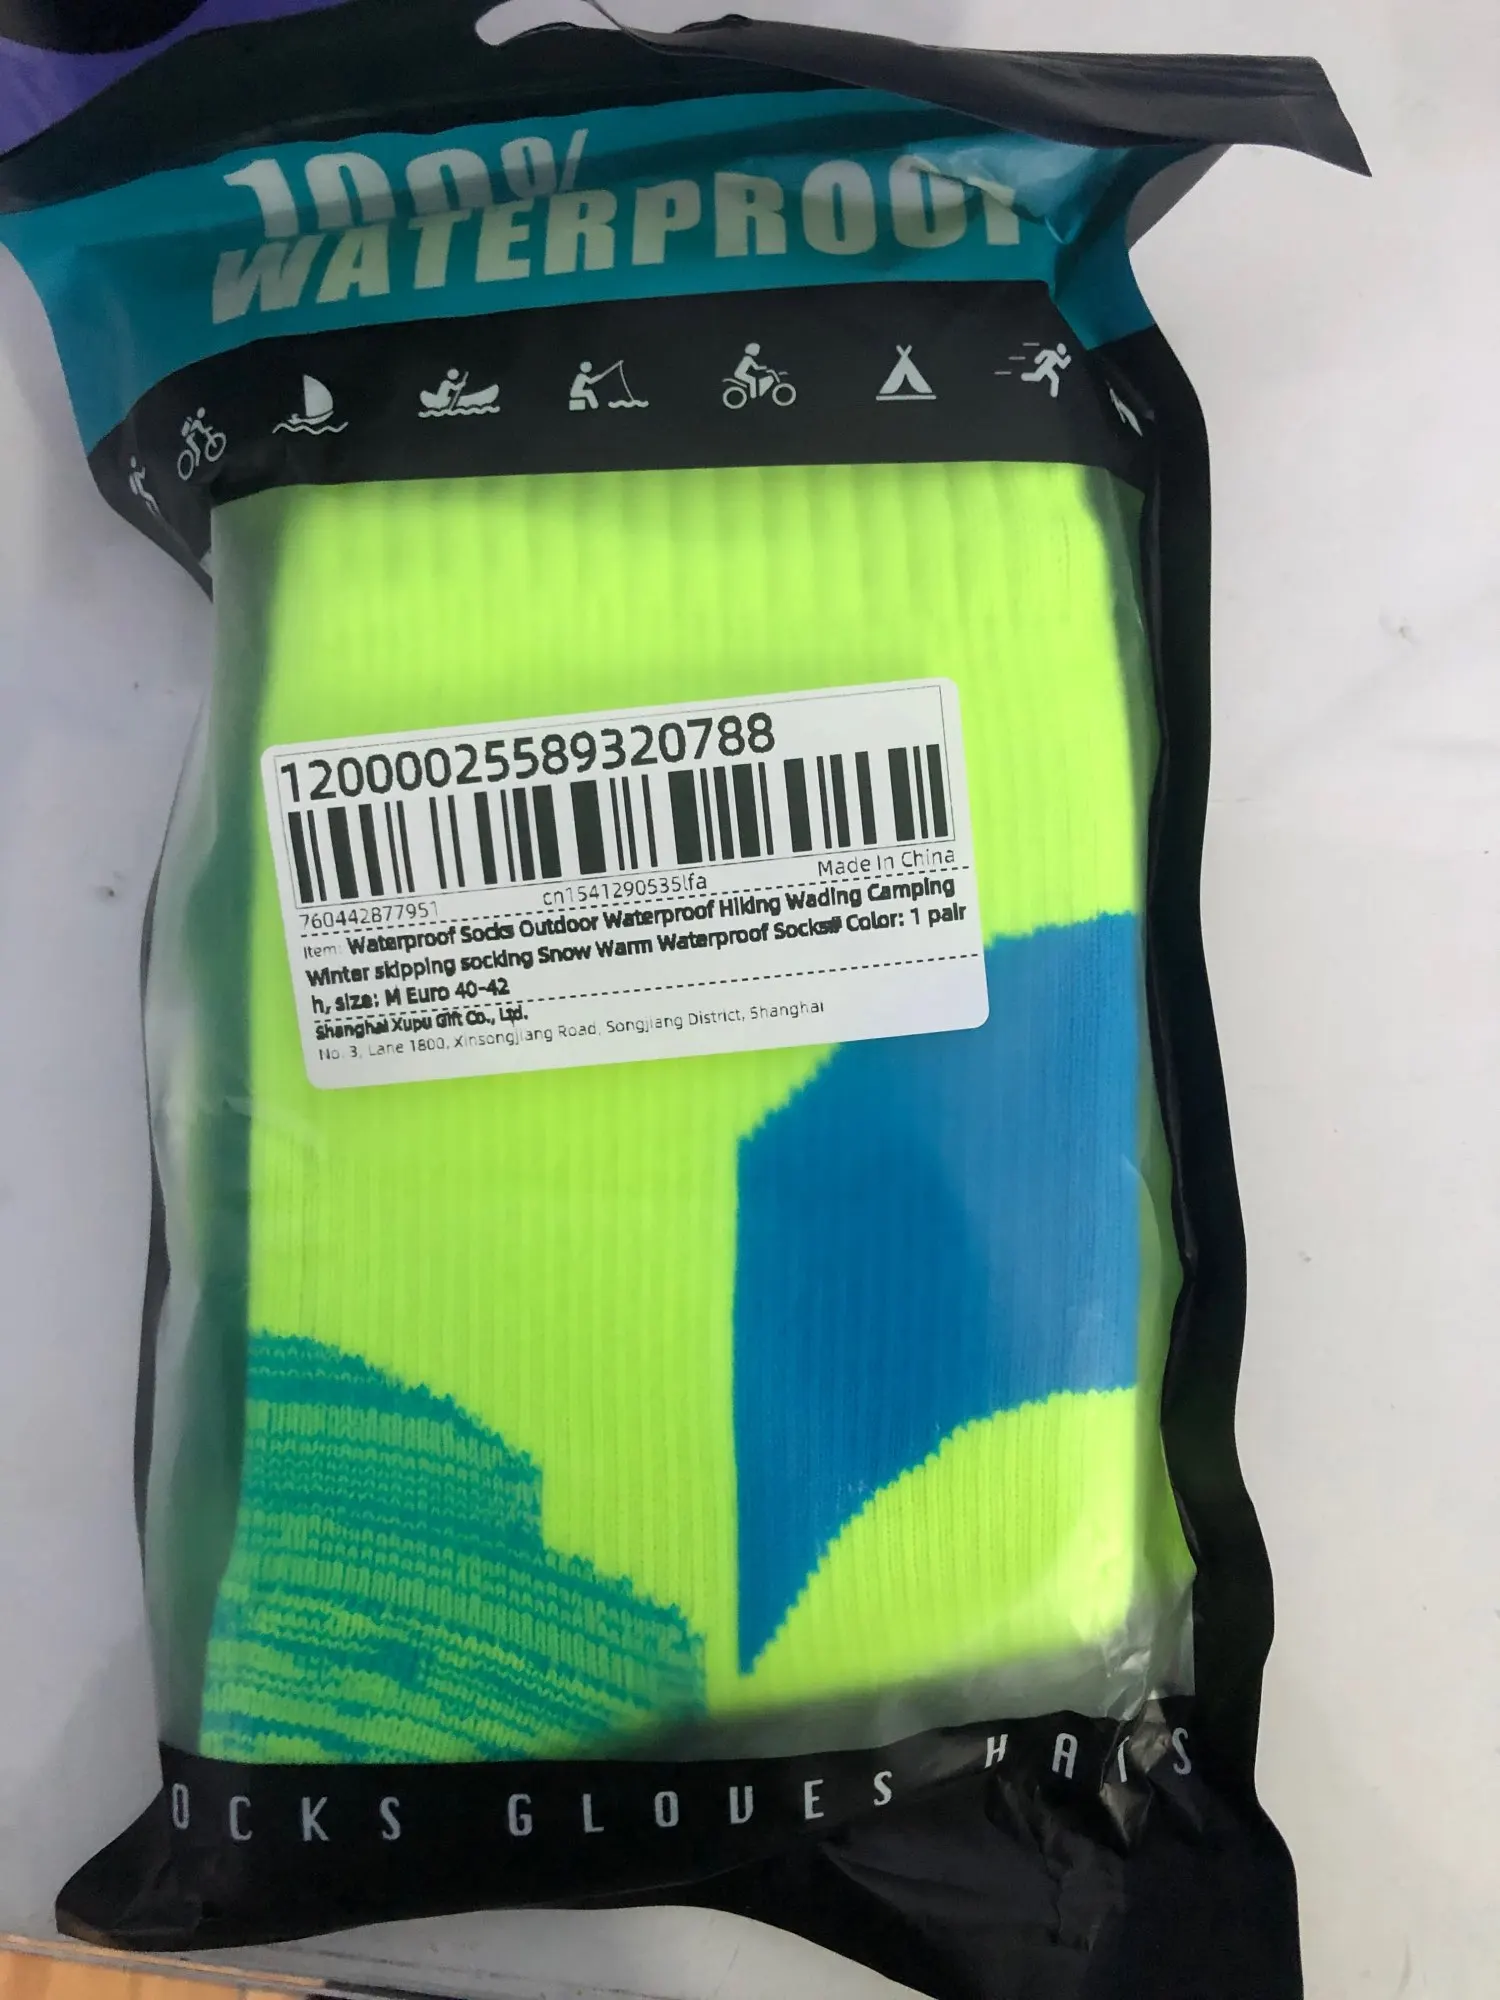 100%
WATERPROOF
12000025589320788
760442877951 cn1541290535lfa Made In China
Item: Waterproof Socks Outdoor Waterproof Hiking Wading Camping
Winter skipping socking Snow Warm Waterproof Socks# Color: 1 pair
h, size: M Euro 40-42
Shanghai Xupu Gift Co., Ltd.
No. 3, Lane 1800, Xinsongjiang Road, Songjiang District, Shanghai
OCKS GLOVES HATS